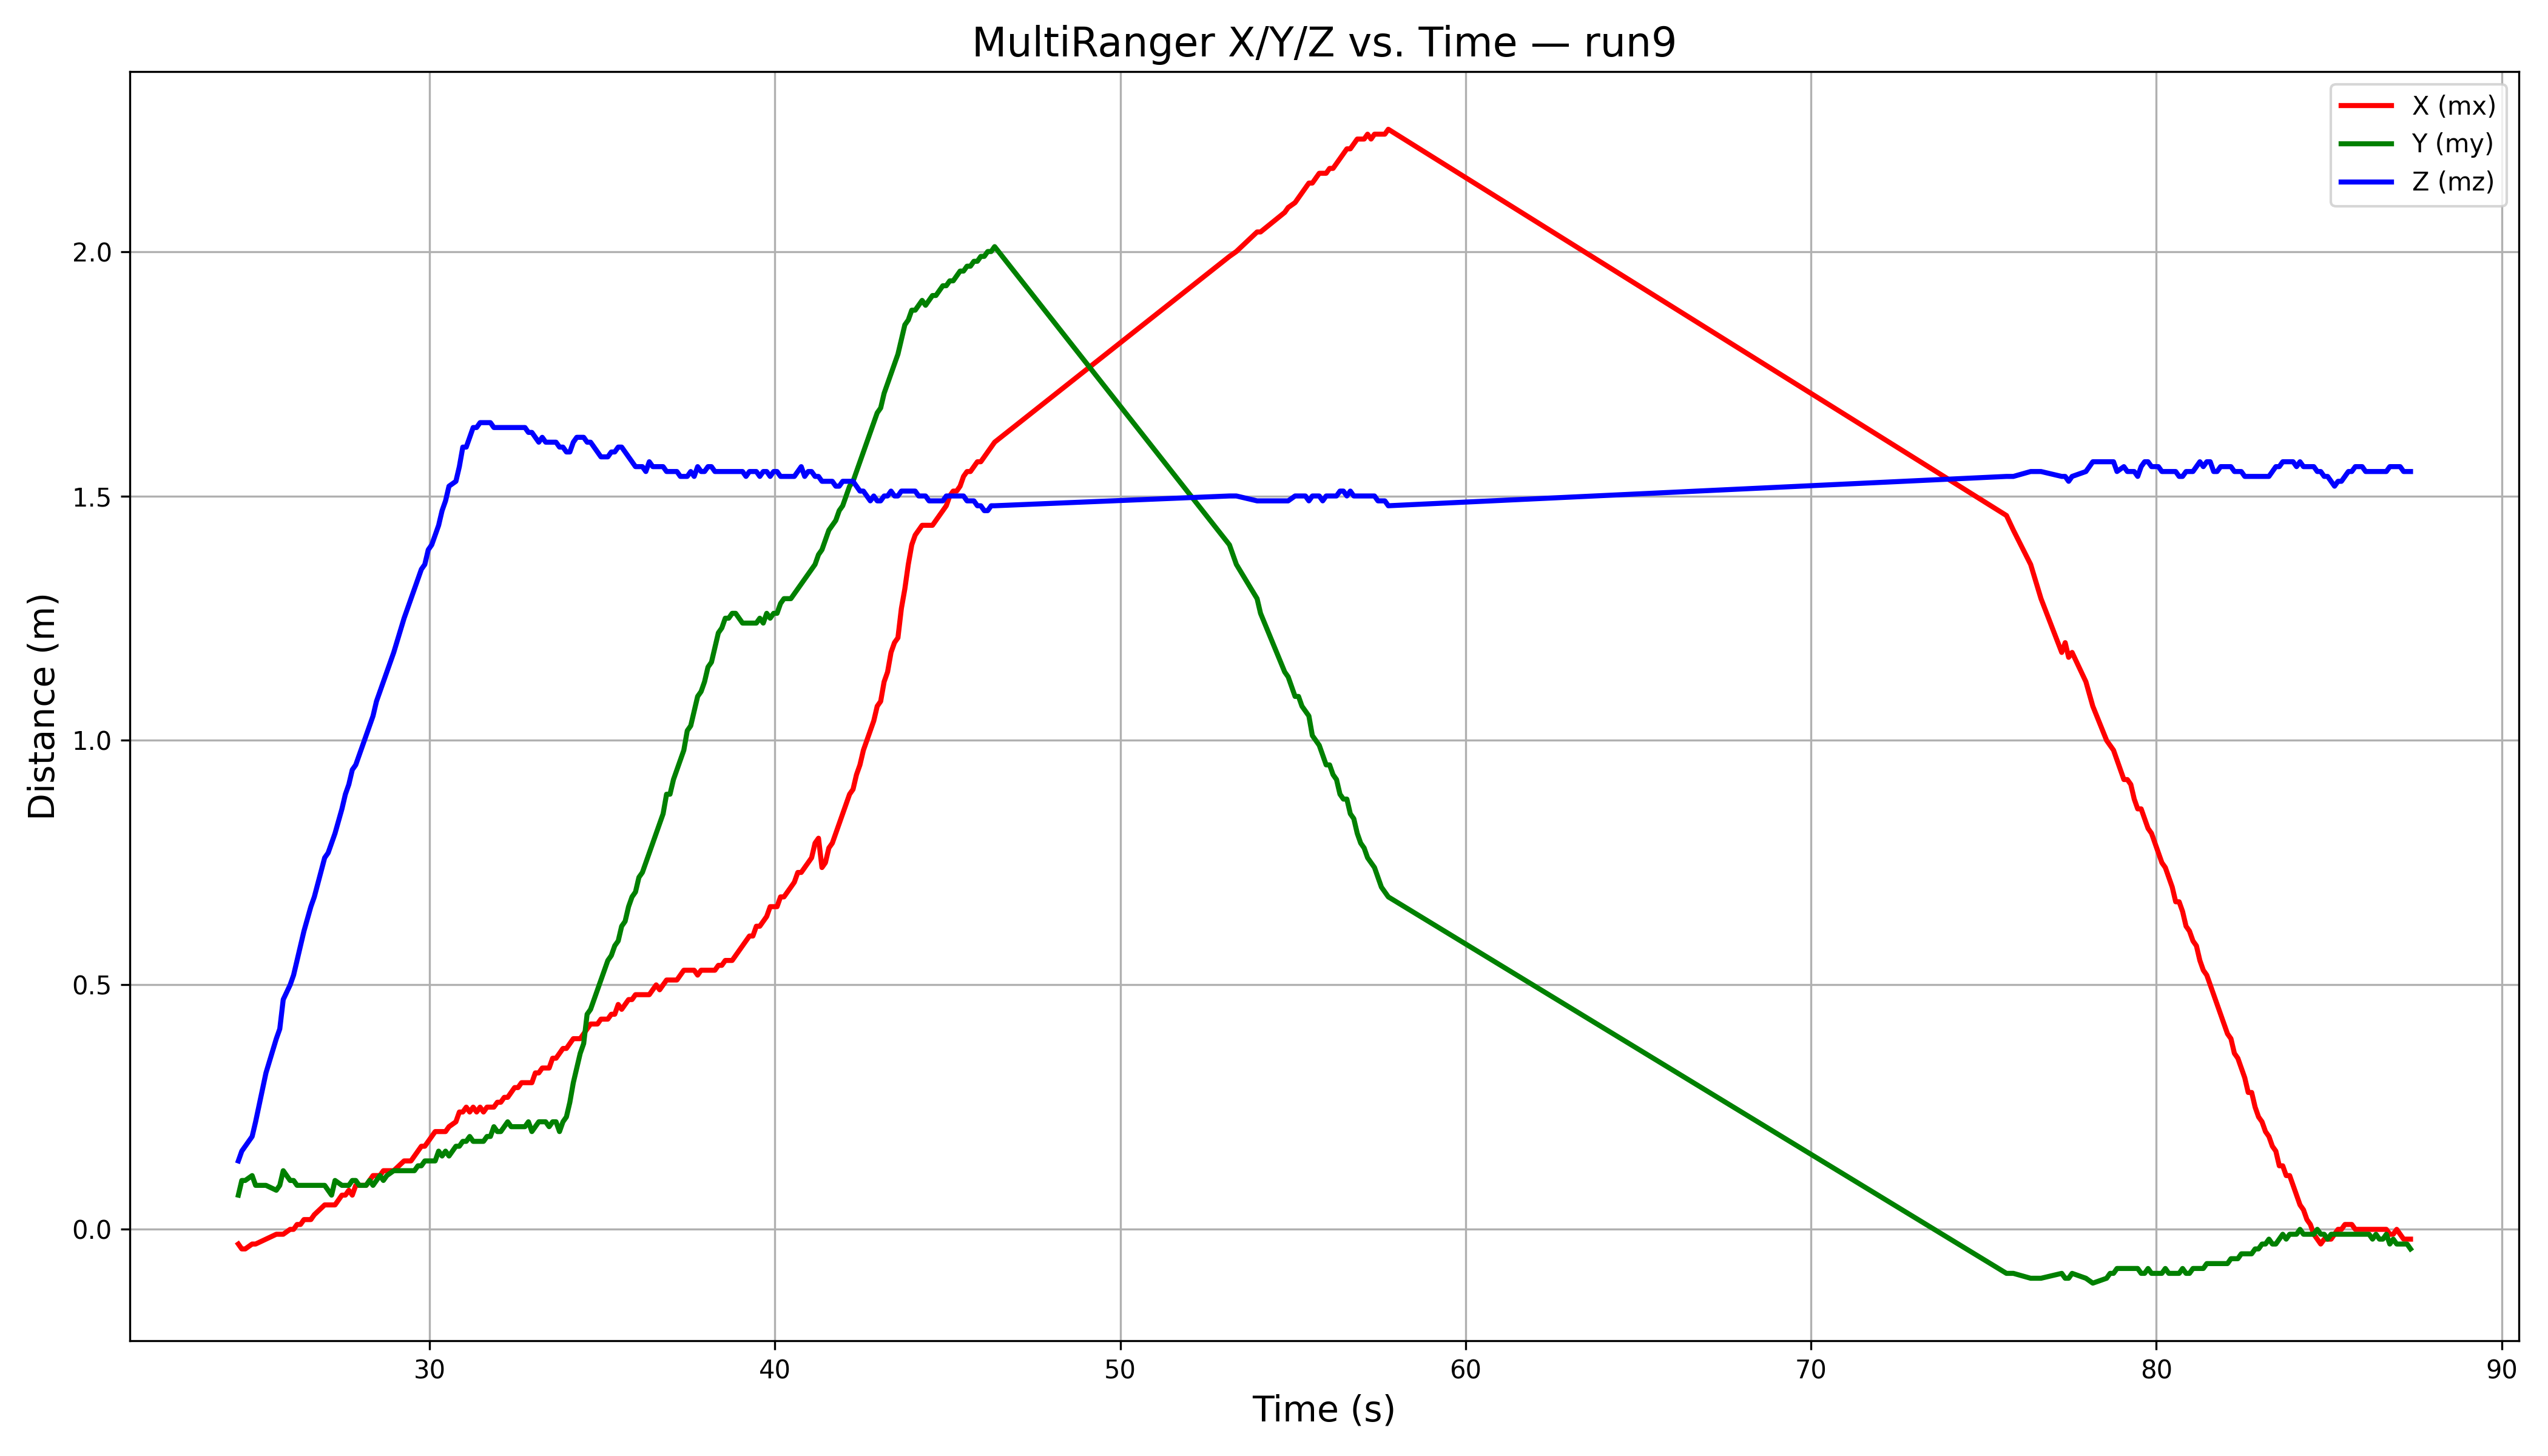 MultiRanger X/Y/Z vs. Time — run9
X (mx)
Y (my)
Z (mz)
Distance (m)
2.0
1.5
1.0
0.5
0.0
30 40 50 60 70 80 90
Time (s)